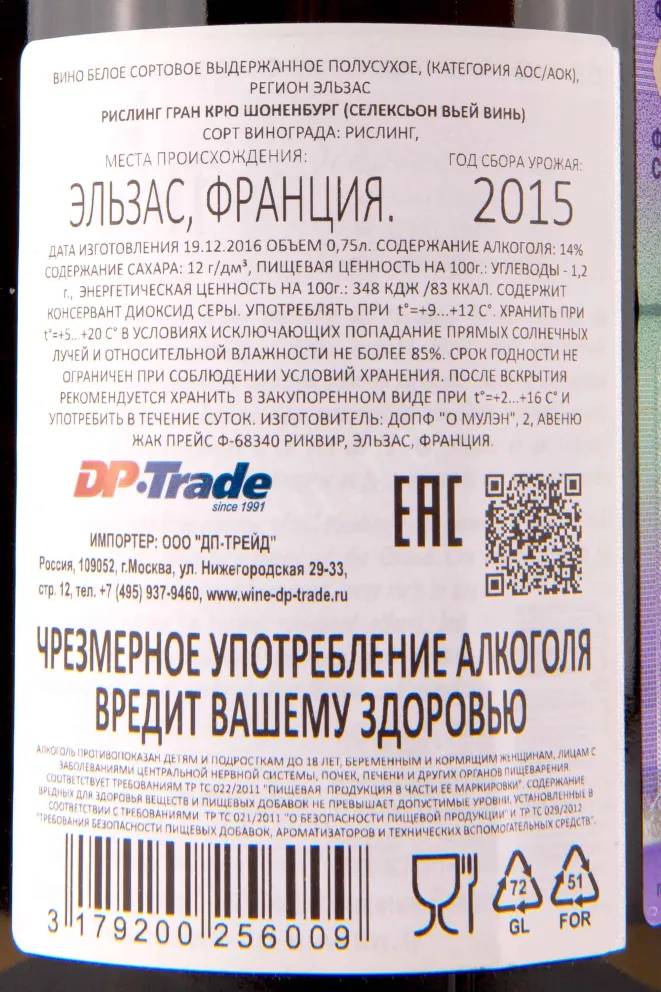 ВИНО БЕЛОЕ СОРТОВОЕ ВЫДЕРЖАННОЕ ПОЛУСУХОЕ, (КАТЕГОРИЯ АОС/АОК),
РЕГИОН ЭЛЬЗАС
РИСЛИНГ ГРАН КРЮ ШОНЕНБУРГ (СЕЛЕКСЬОН ВЬЕЙ ВИНЬ)
СОРТ ВИНОГРАДА: РИСЛИНГ,
МЕСТА ПРОИСХОЖДЕНИЯ: ГОД СБОРА УРОЖАЯ:
ЭЛЬЗАС, ФРАНЦИЯ. 2015
ДАТА ИЗГОТОВЛЕНИЯ 19.12.2016 ОБЪЕМ 0,75л. СОДЕРЖАНИЕ АЛКОГОЛЯ: 14%
СОДЕРЖАНИЕ САХАРА: 12 г/дм³, ПИЩЕВАЯ ЦЕННОСТЬ НА 100г.: УГЛЕВОДЫ - 1,2
г., ЭНЕРГЕТИЧЕСКАЯ ЦЕННОСТЬ НА 100г.: 348 КДЖ /83 ККАЛ. СОДЕРЖИТ
КОНСЕРВАНТ ДИОКСИД СЕРЫ. УПОТРЕБЛЯТЬ ПРИ t°=+9...+12 С°. ХРАНИТЬ ПРИ
t°=+5...+20 С° В УСЛОВИЯХ ИСКЛЮЧАЮЩИХ ПОПАДАНИЕ ПРЯМЫХ СОЛНЕЧНЫХ
ЛУЧЕЙ И ОТНОСИТЕЛЬНОЙ ВЛАЖНОСТИ НЕ БОЛЕЕ 85%. СРОК ГОДНОСТИ НЕ
ОГРАНИЧЕН ПРИ СОБЛЮДЕНИИ УСЛОВИЙ ХРАНЕНИЯ. ПОСЛЕ ВСКРЫТИЯ
РЕКОМЕНДУЕТСЯ ХРАНИТЬ В ЗАКУПОРЕННОМ ВИДЕ ПРИ t°=+2...+16 С° И
УПОТРЕБИТЬ В ТЕЧЕНИЕ СУТОК. ИЗГОТОВИТЕЛЬ: ДОПФ "О МУЛЭН", 2, АВЕНЮ
ЖАК ПРЕЙС Ф-68340 РИКВИР, ЭЛЬЗАС, ФРАНЦИЯ.
DP·Trade
since 1991
EAC
ИМПОРТЕР: ООО "ДП-ТРЕЙД"
Россия, 109052, г.Москва, ул. Нижегородская 29-33,
стр. 12, тел. +7 (495) 937-9460, www.wine-dp-trade.ru
ЧРЕЗМЕРНОЕ УПОТРЕБЛЕНИЕ АЛКОГОЛЯ
ВРЕДИТ ВАШЕМУ ЗДОРОВЬЮ
АЛКОГОЛЬ ПРОТИВОПОКАЗАН ДЕТЯМ И ПОДРОСТКАМ ДО 18 ЛЕТ, БЕРЕМЕННЫМ И КОРМЯЩИМ ЖЕНЩИНАМ, ЛИЦАМ С
ЗАБОЛЕВАНИЯМИ ЦЕНТРАЛЬНОЙ НЕРВНОЙ СИСТЕМЫ, ПОЧЕК, ПЕЧЕНИ И ДРУГИХ ОРГАНОВ ПИЩЕВАРЕНИЯ.
СООТВЕТСТВУЕТ ТРЕБОВАНИЯМ ТР ТС 022/2011 "ПИЩЕВАЯ ПРОДУКЦИЯ В ЧАСТИ ЕЕ МАРКИРОВКИ". СОДЕРЖАНИЕ
ВРЕДНЫХ ДЛЯ ЗДОРОВЬЯ ВЕЩЕСТВ И ПИЩЕВЫХ ДОБАВОК НЕ ПРЕВЫШАЕТ ДОПУСТИМЫЕ УРОВНИ, УСТАНОВЛЕННЫЕ В
СООТВЕТСТВИИ С ТРЕБОВАНИЯМИ ТР ТС 021/2011 "О БЕЗОПАСНОСТИ ПИЩЕВОЙ ПРОДУКЦИИ" И ТР ТС 029/2012
"ТРЕБОВАНИЯ БЕЗОПАСНОСТИ ПИЩЕВЫХ ДОБАВОК, АРОМАТИЗАТОРОВ И ТЕХНИЧЕСКИХ ВСПОМОГАТЕЛЬНЫХ СРЕДСТВ".
3 179200 256009
72
GL
51
FOR